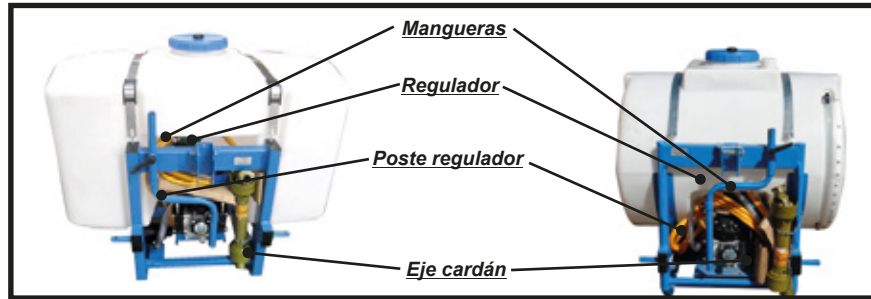 Mangueras
Regulador
Poste regulador
Eje cardán